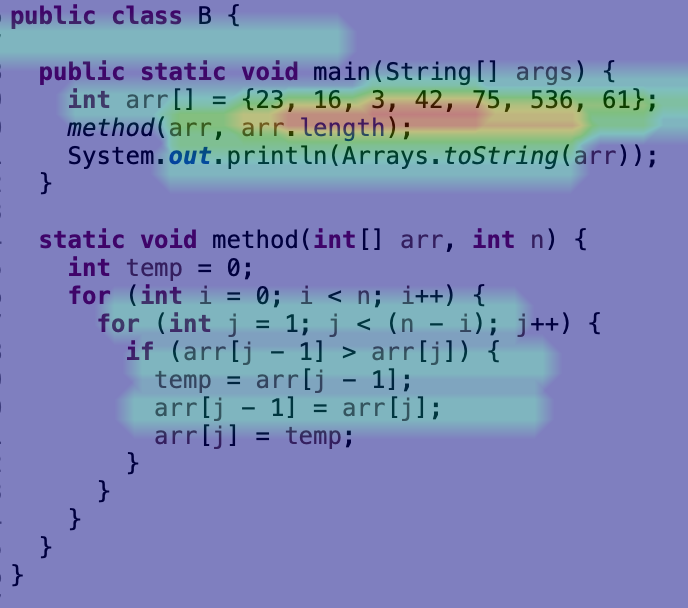 public class B {
public static void main(String[] args) {
int arr[] = {23, 16, 3, 42, 75, 536, 61};
method(arr, arr.length);
System.out.println(Arrays.toString(arr));
}
static void method(int[] arr, int n) {
int temp = 0;
for (int i = 0; i < n; i++) {
for (int j = 1; j < (n - i); j++) {
if (arr[j - 1] > arr[j]) {
temp = arr[j - 1];
arr[j - 1] = arr[j];
arr[j] = temp;
}
}
}
}
}